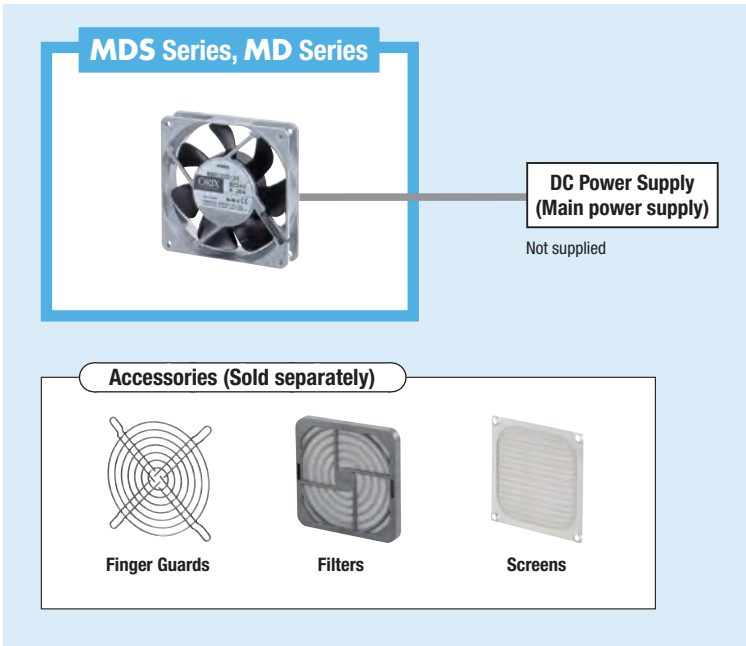 MDS Series, MD Series
ORIX
DC Power Supply
(Main power supply)
Not supplied
Accessories (Sold separately)
Finger Guards
Filters
Screens